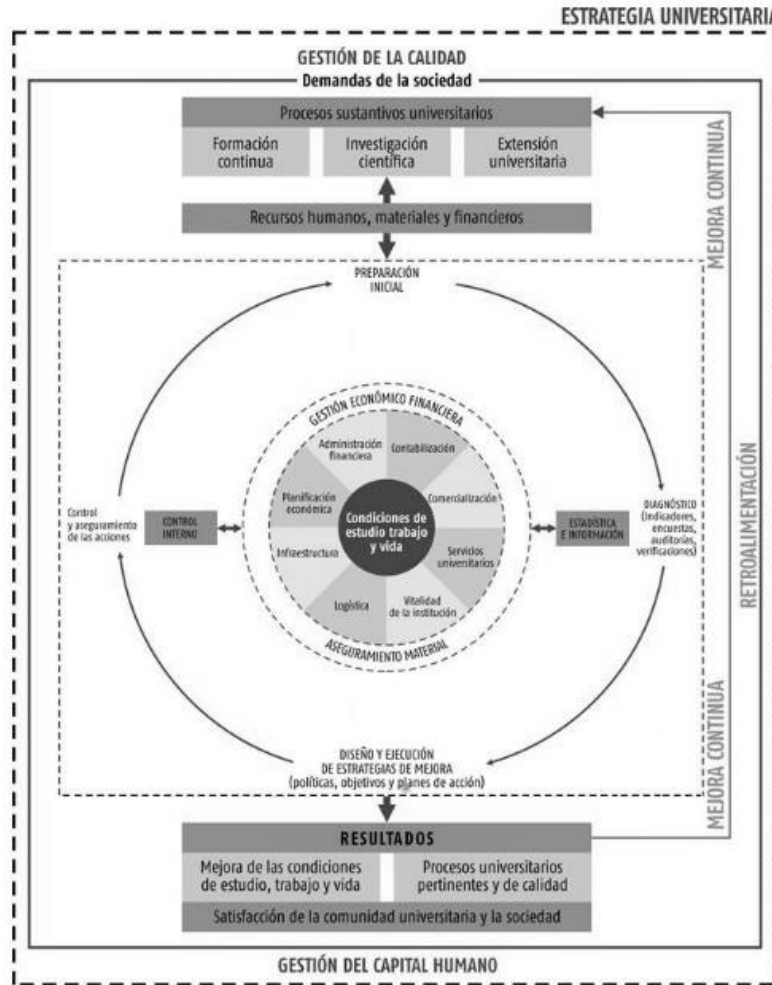 ESTRATEGIA UNIVERSITARIA
GESTIÓN DE LA CALIDAD
Demandas de la sociedad
Procesos sustantivos universitarios
Formación
continua
Investigación
científica
Extensión
universitaria
Recursos humanos, materiales y financieros
PREPARACIÓN
INICIAL
GESTIÓN ECONÓMICO FINANCIERA
Administración
financiera
Contabilización
Planificación
económica
Comercialización
Condiciones de
estudio trabajo
y vida
Infraestructura
Servicios
universitarios
Logística
Vitalidad
de la institución
ASEGURAMIENTO MATERIAL
Control
y aseguramiento
de las acciones
CONTROL
INTERNO
ESTADÍSTICA
E INFORMACIÓN
DIAGNÓSTICO
(Indicadores,
encuestas,
auditorías,
verificaciones)
DISEÑO Y EJECUCIÓN
DE ESTRATEGIAS DE MEJORA
(políticas, objetivos y planes de acción)
MEJORA CONTINUA
RETROALIMENTACIÓN
MEJORA CONTINUA
RESULTADOS
Mejora de las condiciones
de estudio, trabajo y vida
Procesos universitarios
pertinentes y de calidad
Satisfacción de la comunidad universitaria y la sociedad
GESTIÓN DEL CAPITAL HUMANO